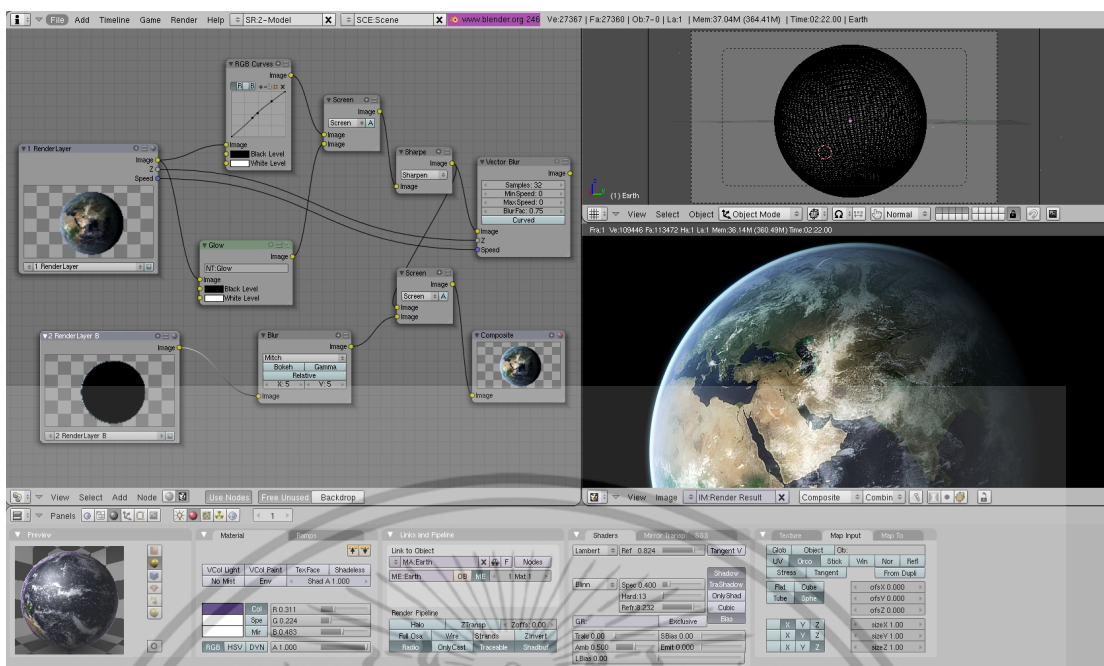 File Add Timeline Game Render Help SR:2-Model X SCE:Scene X www.blender.org 246 Ve:27367 | Fa:27360 | Ob:7-0 | La:1 | Mem:37.04M (364.41M) | Time:02:22.00 | Earth
RGB Curves
Image
R B
Image
Black Level
White Level
Screen
Image
Screen A
Image
Image
1 RenderLayer
Image
Z
Speed
1 RenderLayer
Sharpe
Image
Sharpen
Image
Vector Blur
Image
Samples: 32
MinSpeed: 0
MaxSpeed: 0
BlurFac: 0.75
Curved
Image
Z
Speed
Glow
Image
NT:Glow
Image
Black Level
White Level
Screen
Image
Screen A
Image
Image
2 RenderLayer B
Image
2 RenderLayer B
Blur
Image
Mitch
Bokeh Gamma
Relative
X: 5 Y: 5
Image
Composite
Image
(1) Earth
View Select Object Object Mode Normal
Fra:1 Ve:109446 Fa:113472 Ha:1 La:1 Mem:36.14M (360.49M) Time:02:22.00
View Select Add Node Use Nodes Free Unused Backdrop
View Image IM:Render Result X Composite Combin
Panels 1
Preview
Material Ramps
VCol Light VCol Paint TexFace Shadeless
No Mist Env Shad A 1.000
Col R 0.311
Spe G 0.224
Mir B 0.483
RGB HSV DYN A 1.000
Links and Pipeline
Link to Object
MA:Earth X F Nodes
ME:Earth OB ME 1 Mat 1
Render Pipeline
Halo ZTransp Zoffs: 0.00
Full Osa Wire Strands ZInvert
Radio OnlyCast Traceable Shadbuf
Shaders Mirror Transp SSS
Lambert Ref 0.824 Tangent V
Shadow
Blinn Spec 0.400 TraShadow
Hard:13 OnlyShad
Refr:8.232 Cubic
Bias
GR: Exclusive
Tralu 0.00 SBias 0.00
Amb 0.500 Emit 0.000
LBias 0.00
Texture Map Input Map To
Glob Object Ob:
UV Orco Stick Win Nor Refl
Stress Tangent From Dupli
Flat Cube ofsX 0.000
Tube Sphe ofsY 0.000
ofsZ 0.000
X Y Z sizeX 1.00
X Y Z sizeY 1.00
X Y Z sizeZ 1.00